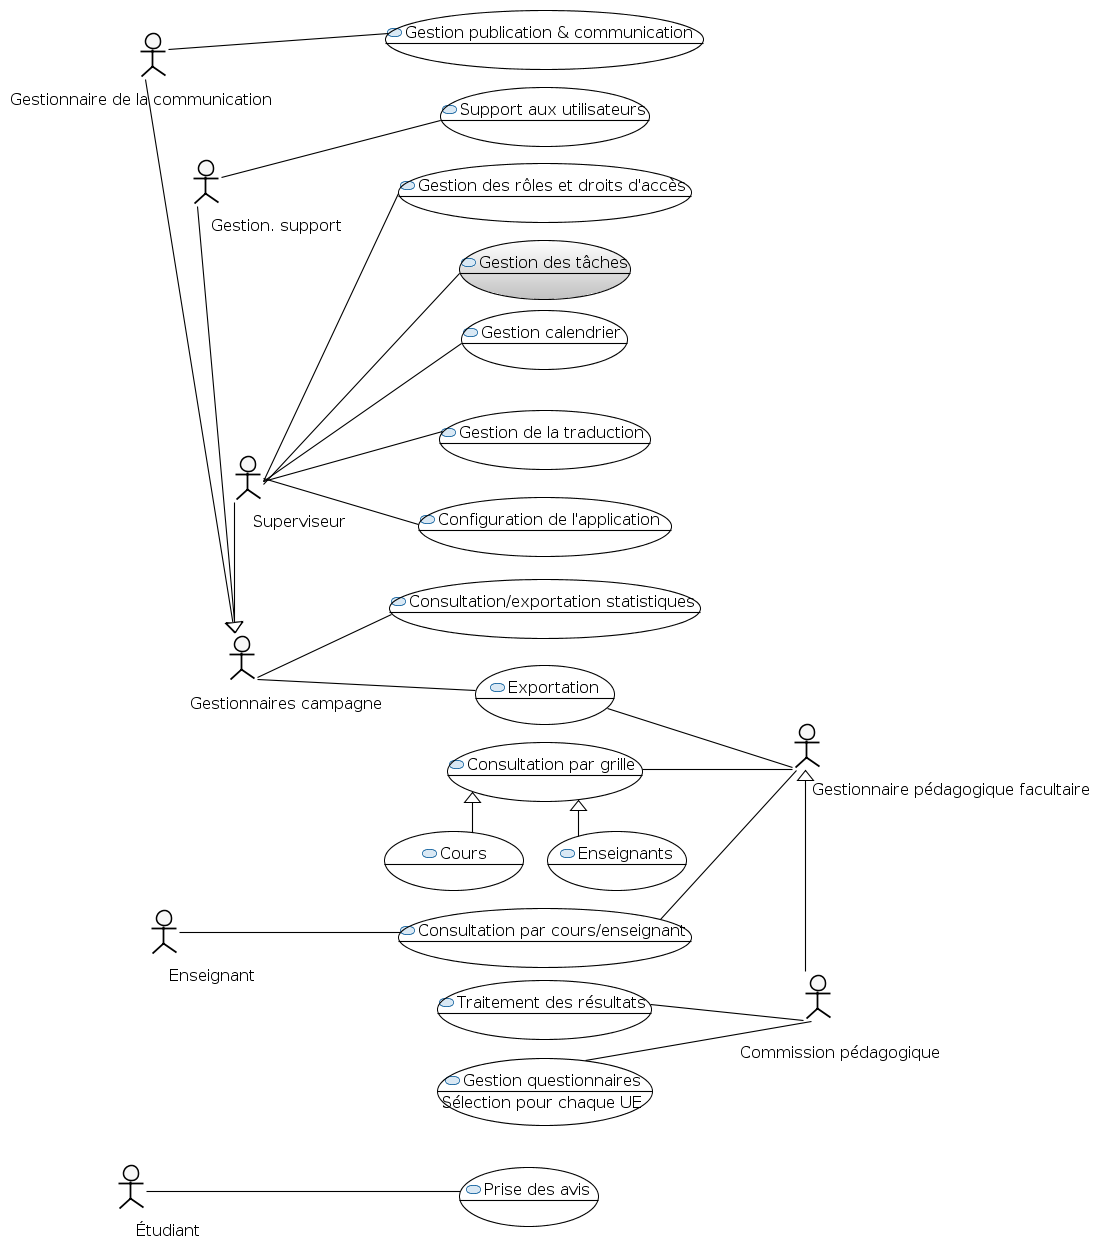 Gestion publication & communication
Gestionnaire de la communication
Support aux utilisateurs
Gestion des rôles et droits d'accès
Gestion. support
Gestion des tâches
Gestion calendrier
Gestion de la traduction
Superviseur
Configuration de l'application
Consultation/exportation statistiques
Gestionnaires campagne
Exportation
Consultation par grille
Gestionnaire pédagogique facultaire
Cours
Enseignants
Consultation par cours/enseignant
Enseignant
Traitement des résultats
Commission pédagogique
Gestion questionnaires
Sélection pour chaque UE
Prise des avis
Étudiant